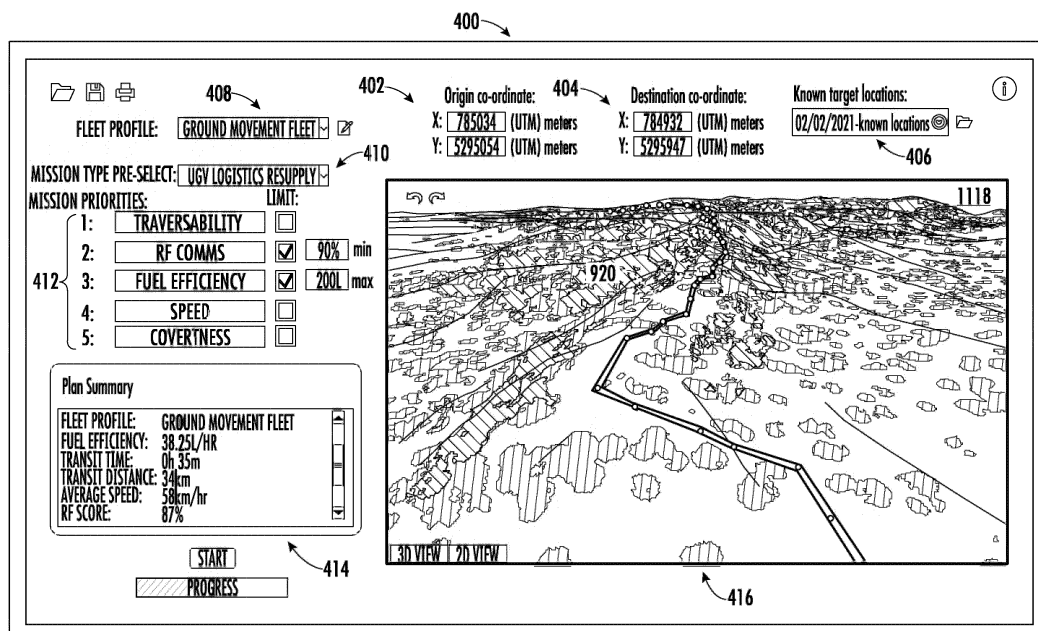 400
408
402
Origin co-ordinate:
404
Destination co-ordinate:
Known target locations:
FLEET PROFILE: GROUND MOVEMENT FLEET
X: 785034 (UTM) meters
X: 784932 (UTM) meters
02/02/2021-known locations
Y: 5295054 (UTM) meters
Y: 5295947 (UTM) meters
406
410
MISSION TYPE PRE-SELECT: UGV LOGISTICS RESUPPLY
MISSION PRIORITIES:
LIMIT:
1: TRAVERSABILITY
2: RF COMMS 90% min
412
3: FUEL EFFICIENCY 200L max
4: SPEED
5: COVERTNESS
1118
920
Plan Summary
FLEET PROFILE: GROUND MOVEMENT FLEET
FUEL EFFICIENCY: 38.25L/HR
TRANSIT TIME: 0h 35m
TRANSIT DISTANCE: 34km
AVERAGE SPEED: 58km/hr
RF SCORE: 87%
414
START
PROGRESS
3D VIEW 2D VIEW
416